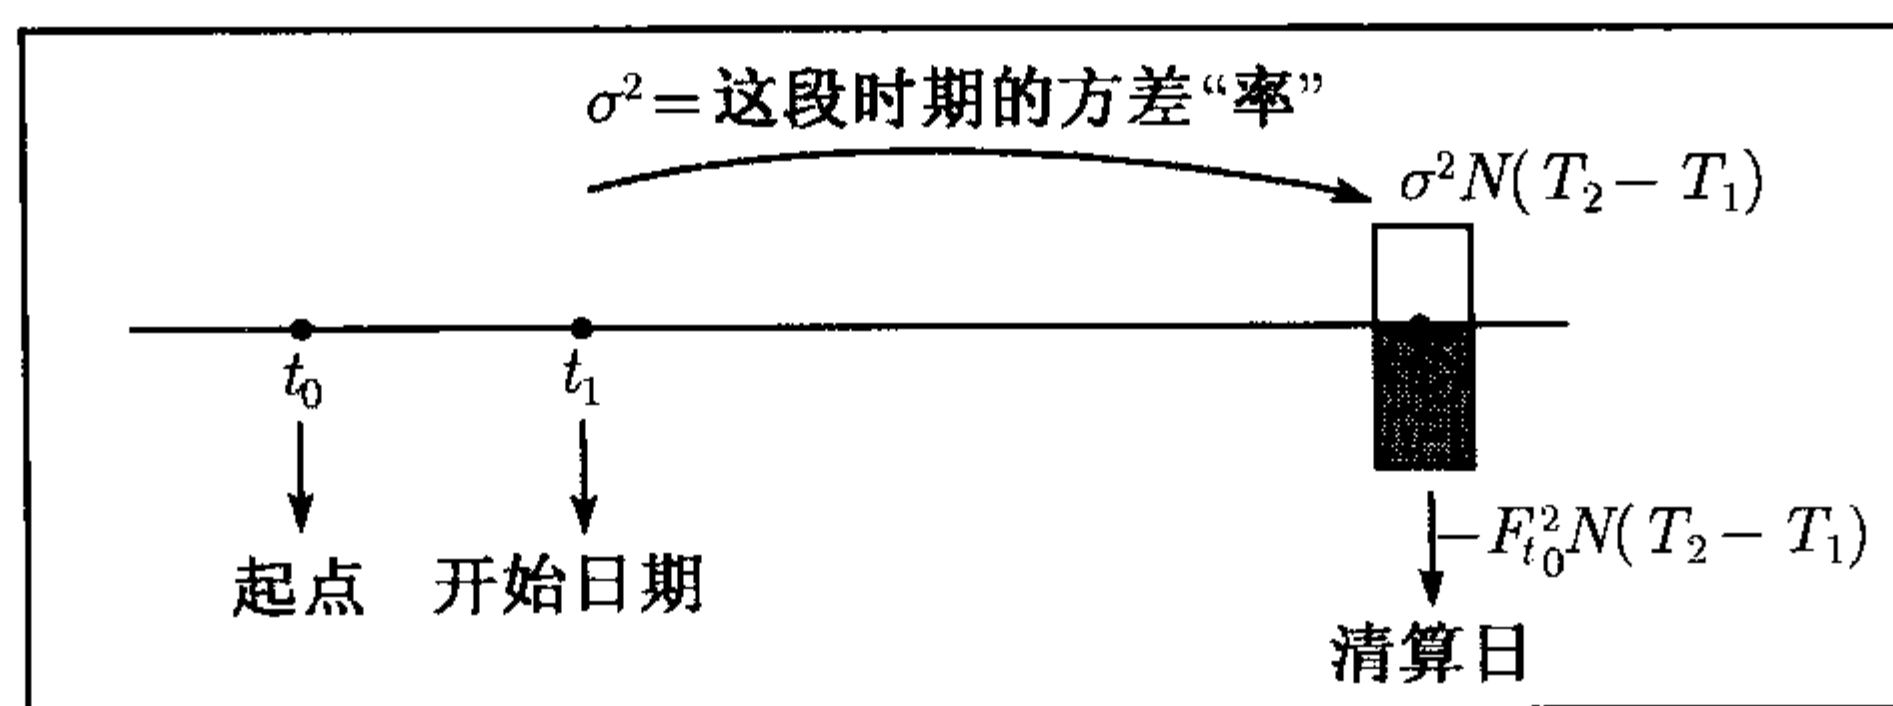 σ² = 这段时期的方差“率”
σ²N(T₂ − T₁)
t₀
t₁
−F²ₜ₀N(T₂ − T₁)
起点
开始日期
清算日